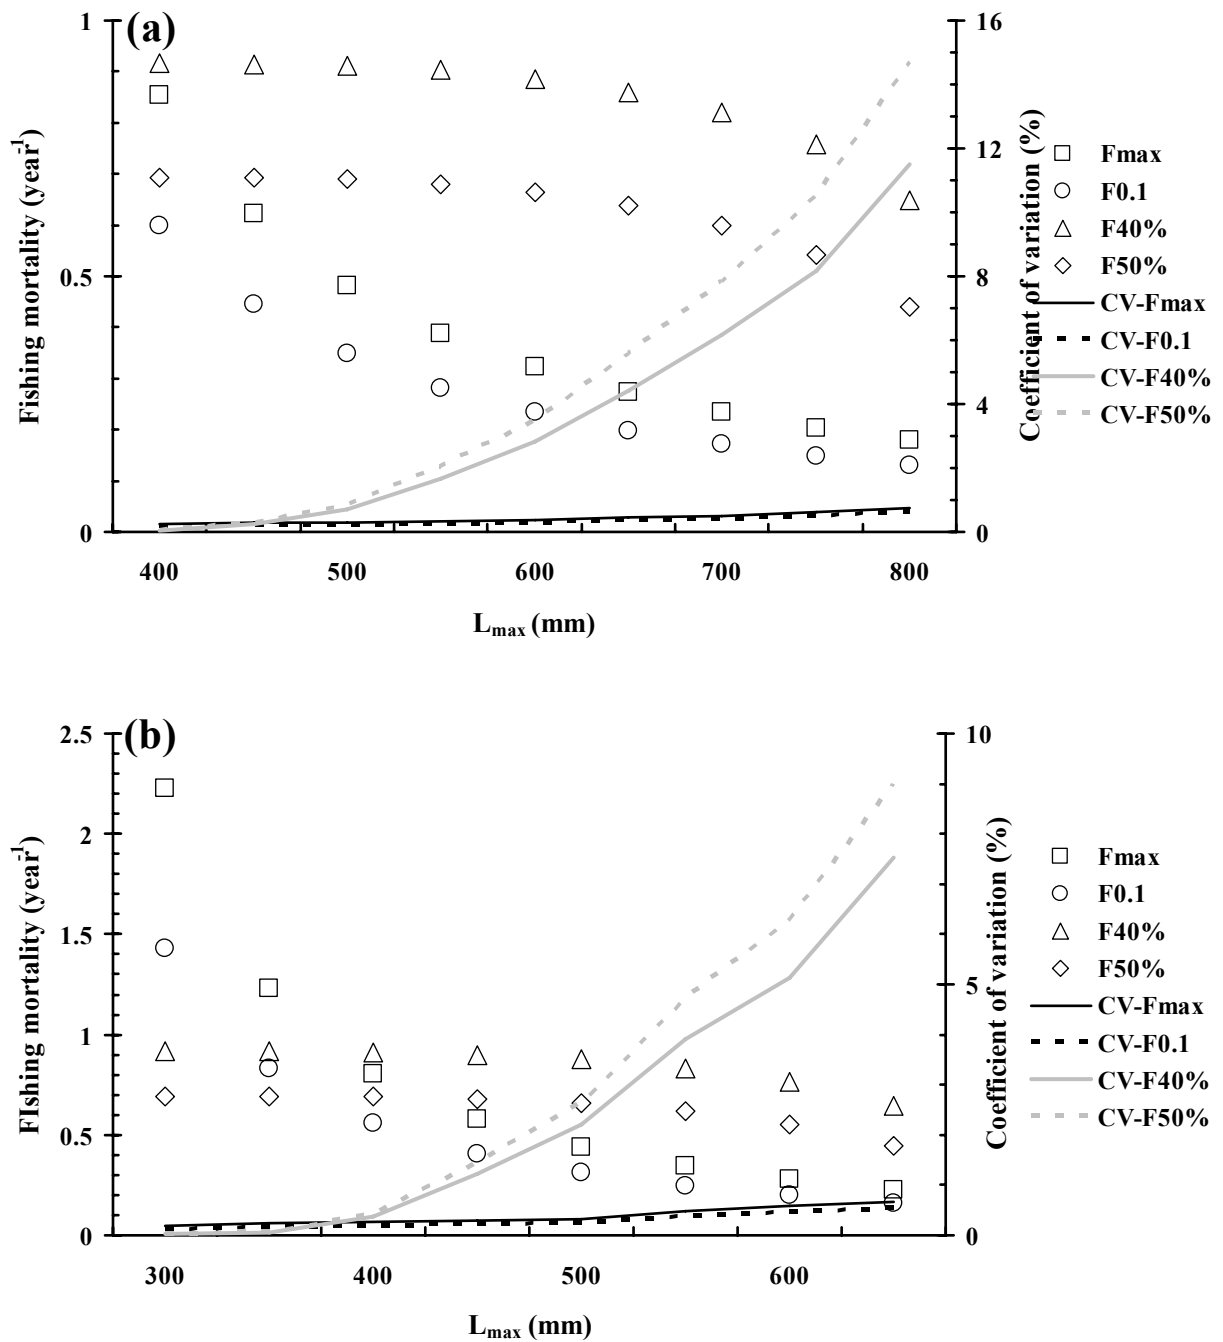 (a)
1
0.5
0
Fishing mortality (year-1)
16
12
8
4
0
Coefficient of variation (%)
400 500 600 700 800
Lmax (mm)
Fmax
F0.1
F40%
F50%
CV-Fmax
CV-F0.1
CV-F40%
CV-F50%
(b)
2.5
2
1.5
1
0.5
0
FIshing mortality (year-1)
10
5
0
Coefficient of variation (%)
300 400 500 600
Lmax (mm)
Fmax
F0.1
F40%
F50%
CV-Fmax
CV-F0.1
CV-F40%
CV-F50%